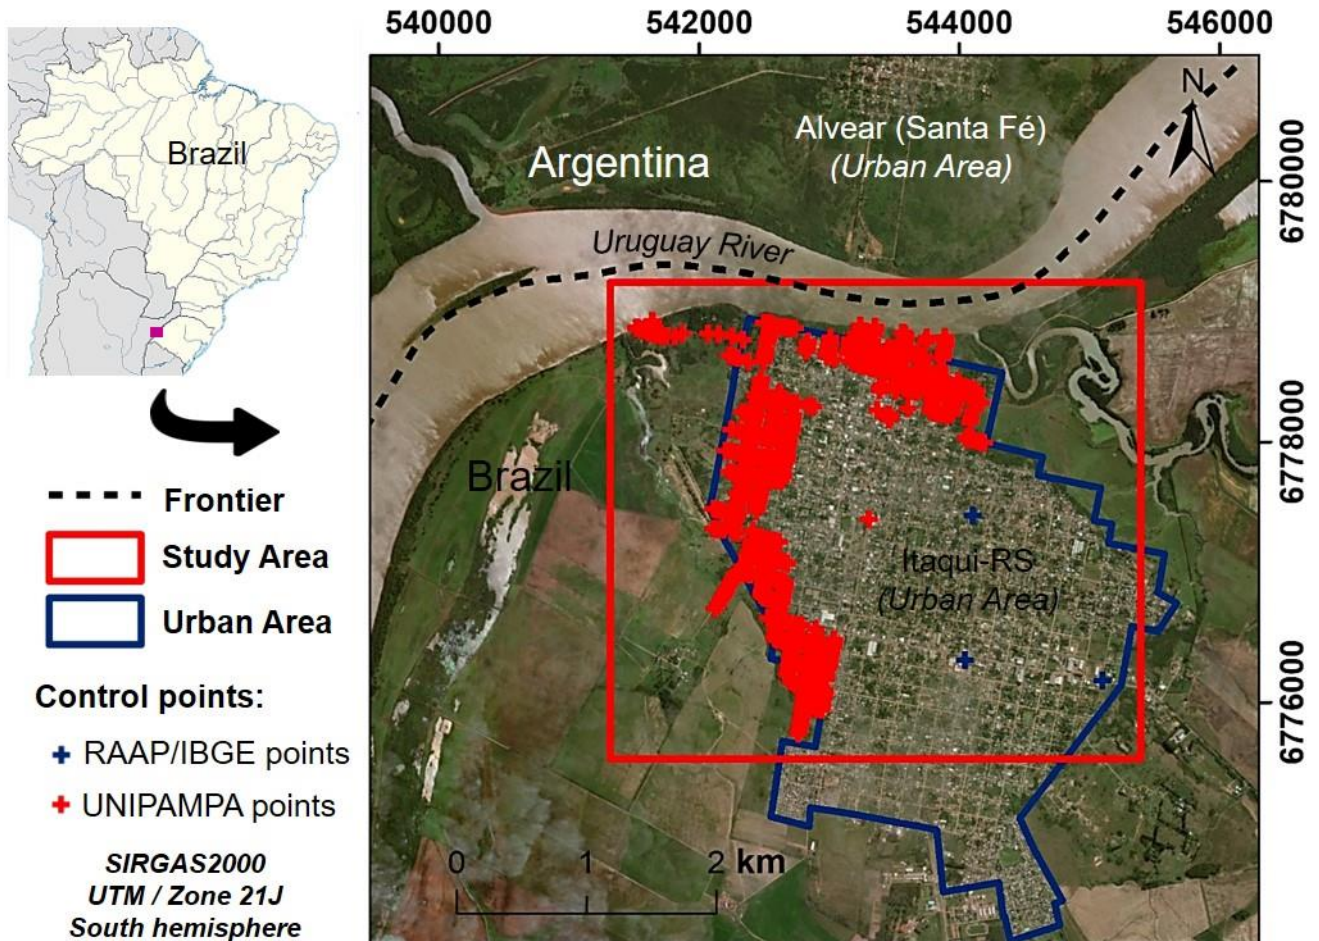 540000
542000
544000
546000
Brazil
N
Alvear (Santa Fé)
(Urban Area)
Argentina
6780000
Uruguay River
6778000
Brazil
Frontier
Study Area
Urban Area
Itaqui-RS
(Urban Area)
6776000
Control points:
RAAP/IBGE points
UNIPAMPA points
SIRGAS2000
UTM / Zone 21J
South hemisphere
0 1 2 km